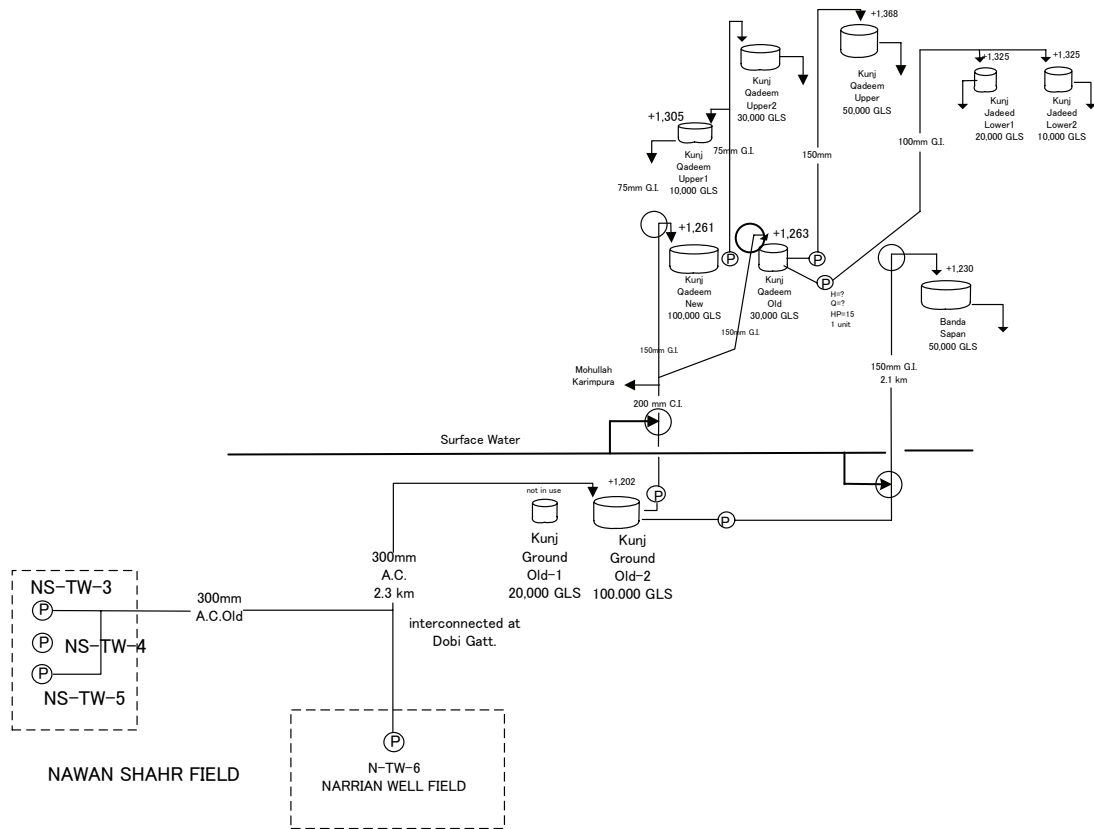 +1,368
+1,325
+1,325
Kunj
Qadeem
Upper2
30,000 GLS
Kunj
Qadeem
Upper
50,000 GLS
Kunj
Jadeed
Lower1
20,000 GLS
Kunj
Jadeed
Lower2
10,000 GLS
+1,305
Kunj
Qadeem
Upper1
10,000 GLS
75mm G.I.
75mm G.I.
150mm
100mm G.I.
+1,261
Kunj
Qadeem
New
100,000 GLS
P
+1,263
Kunj
Qadeem
Old
30,000 GLS
P
P
H=?
Q=?
HP=15
1 unit
+1,230
Banda
Sapan
50,000 GLS
150mm G.I.
150mm G.I.
150mm G.I.
2.1 km
Mohullah
Karimpura
200 mm C.I.
Surface Water
not in use
Kunj
Ground
Old-1
20,000 GLS
+1,202
Kunj
Ground
Old-2
100.000 GLS
P
P
300mm
A.C.
2.3 km
interconnected at
Dobi Gatt.
300mm
A.C.Old
NS-TW-3
P
P
NS-TW-4
P
NS-TW-5
NAWAN SHAHR FIELD
P
N-TW-6
NARRIAN WELL FIELD